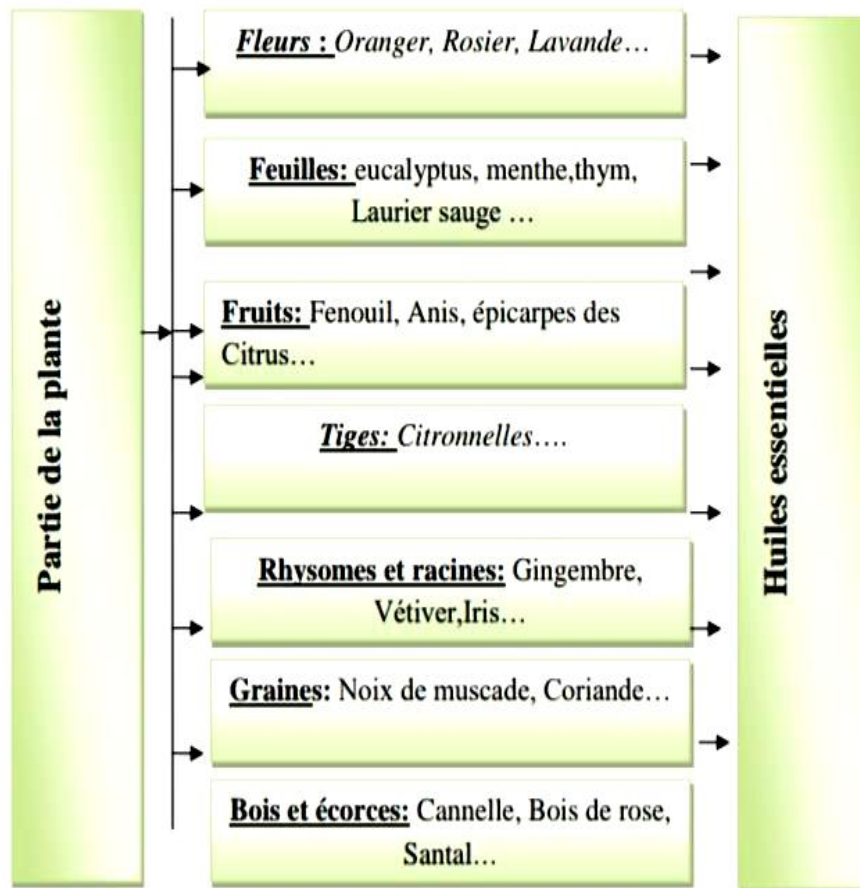 Partie de la plante
Fleurs : Oranger, Rosier, Lavande…
Feuilles: eucalyptus, menthe,thym,
Laurier sauge …
Fruits: Fenouil, Anis, épicarpes des
Citrus…
Tiges: Citronnelles….
Rhysomes et racines: Gingembre,
Vétiver,Iris…
Graines: Noix de muscade, Coriande…
Bois et écorces: Cannelle, Bois de rose,
Santal…
Huiles essentielles